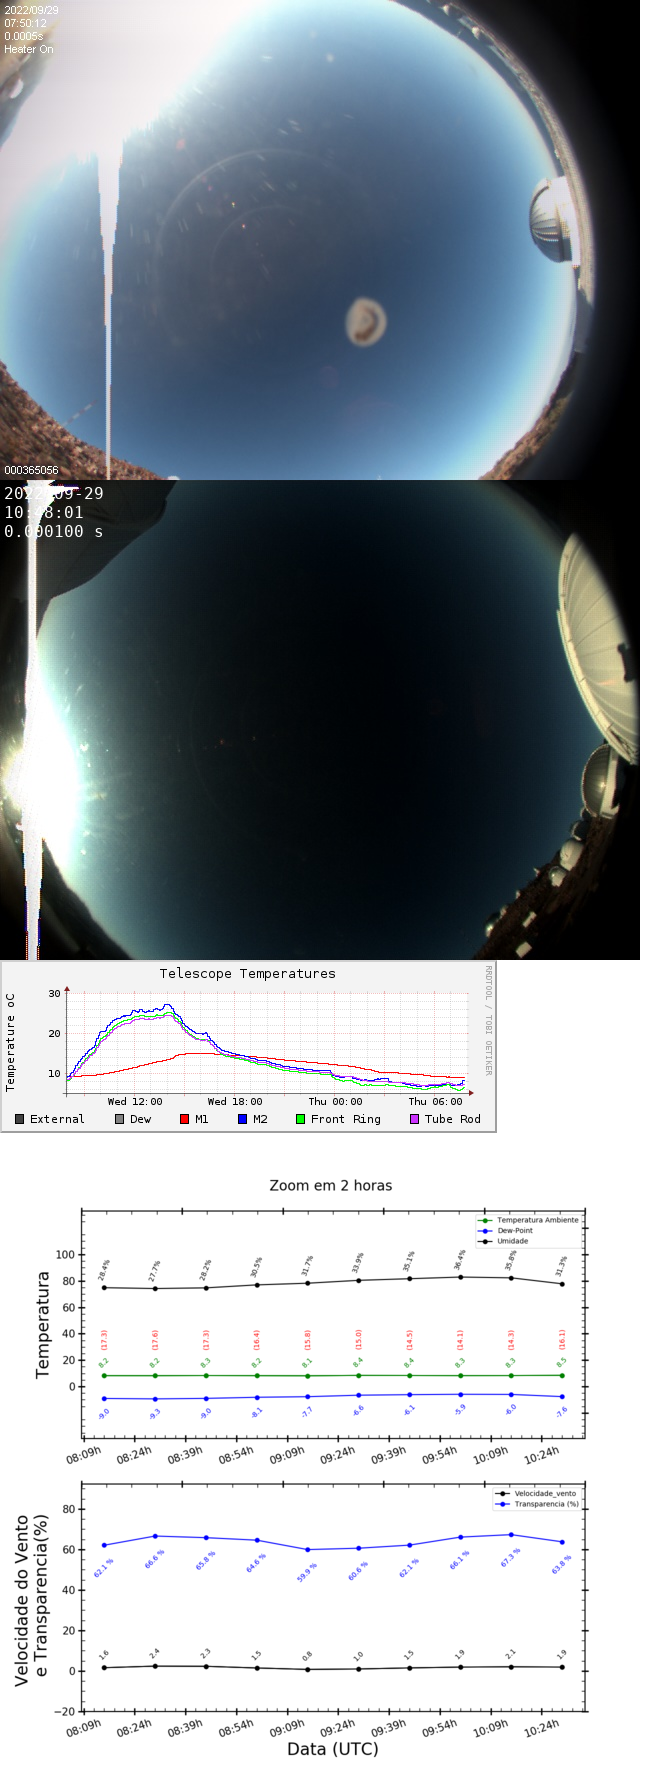 2022/09/29
07:50:12
0.0005s
Heater On
000365056
2022-09-29
10:48:01
0.000100 s
Telescope Temperatures
RRDTOOL / TOBI OETIKER
Temperature oC
30
20
10
Wed 12:00 Wed 18:00 Thu 00:00 Thu 06:00
External Dew M1 M2 Front Ring Tube Rod
Zoom em 2 horas
Temperatura Ambiente
Dew-Point
Umidade
Temperatura
100
80
60
40
20
0
28.4% 27.7% 28.2% 30.5% 31.7% 33.9% 35.1% 36.4% 35.8% 31.3%
(17.3) (17.6) (17.3) (16.4) (15.8) (15.0) (14.5) (14.1) (14.3) (16.1)
8.2 8.2 8.3 8.2 8.1 8.4 8.4 8.3 8.3 8.5
-9.0 -9.3 -9.0 -8.1 -7.7 -6.6 -6.1 -5.9 -6.0 -7.6
08:09h 08:24h 08:39h 08:54h 09:09h 09:24h 09:39h 09:54h 10:09h 10:24h
Velocidade_vento
Transparencia (%)
Velocidade do Vento
e Transparencia(%)
80
60
40
20
0
−20
62.1 % 66.6 % 65.8 % 64.6 % 59.9 % 60.6 % 62.1 % 66.1 % 67.3 % 63.8 %
1.6 2.4 2.3 1.5 0.8 1.0 1.5 1.9 2.1 1.9
08:09h 08:24h 08:39h 08:54h 09:09h 09:24h 09:39h 09:54h 10:09h 10:24h
Data (UTC)